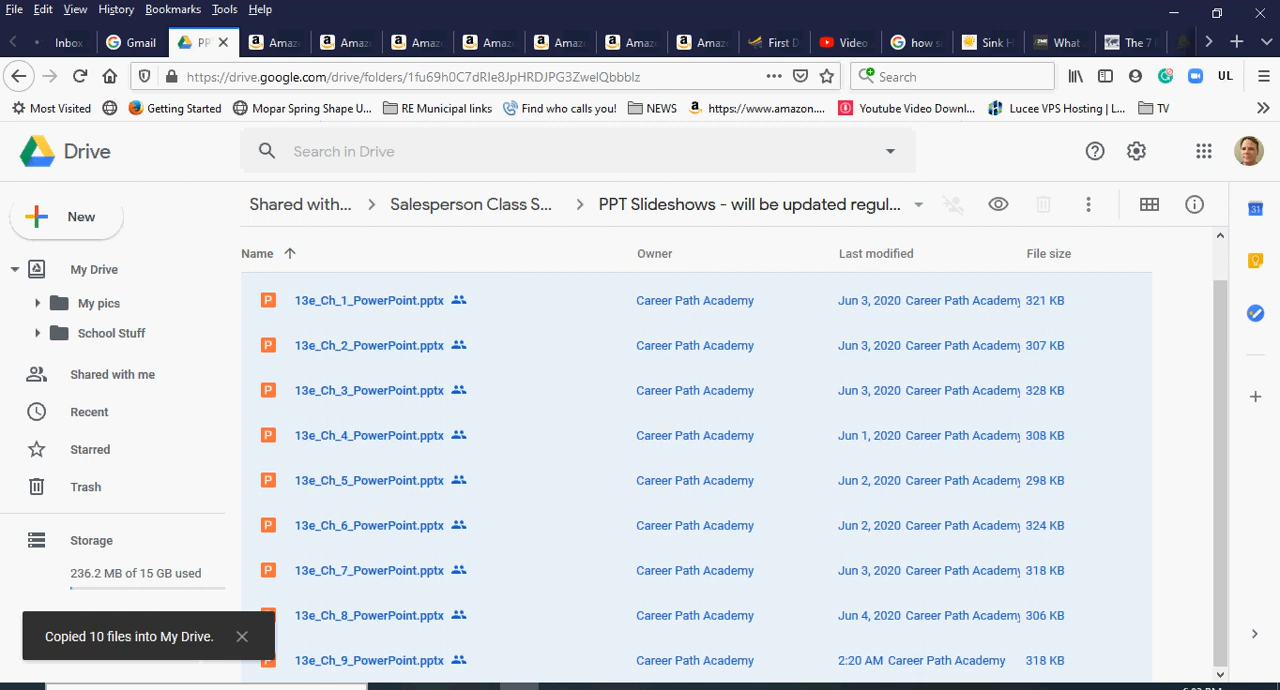 File Edit View History Bookmarks Tools Help
Inbox Gmail PP Amaz Amaz Amaz Amaz Amaz Amaz Amaz First D Video how s Sink H What The 7
https://drive.google.com/drive/folders/1fu69h0C7dRIe8JpHRDJPG3ZwelQbbblz Search UL
Most Visited Getting Started Mopar Spring Shape U... RE Municipal links Find who calls you! NEWS https://www.amazon.... Youtube Video Downl... Lucee VPS Hosting | L... TV
Drive Search in Drive
New Shared with... Salesperson Class S... PPT Slideshows - will be updated regul...
Name Owner Last modified File size
My Drive
My pics
School Stuff
Shared with me
Recent
Starred
Trash
Storage
236.2 MB of 15 GB used
13e_Ch_1_PowerPoint.pptx Career Path Academy Jun 3, 2020 Career Path Academy 321 KB
13e_Ch_2_PowerPoint.pptx Career Path Academy Jun 3, 2020 Career Path Academy 307 KB
13e_Ch_3_PowerPoint.pptx Career Path Academy Jun 3, 2020 Career Path Academy 328 KB
13e_Ch_4_PowerPoint.pptx Career Path Academy Jun 1, 2020 Career Path Academy 308 KB
13e_Ch_5_PowerPoint.pptx Career Path Academy Jun 2, 2020 Career Path Academy 298 KB
13e_Ch_6_PowerPoint.pptx Career Path Academy Jun 2, 2020 Career Path Academy 324 KB
13e_Ch_7_PowerPoint.pptx Career Path Academy Jun 3, 2020 Career Path Academy 318 KB
13e_Ch_8_PowerPoint.pptx Career Path Academy Jun 4, 2020 Career Path Academy 306 KB
13e_Ch_9_PowerPoint.pptx Career Path Academy 2:20 AM Career Path Academy 318 KB
Copied 10 files into My Drive.
31